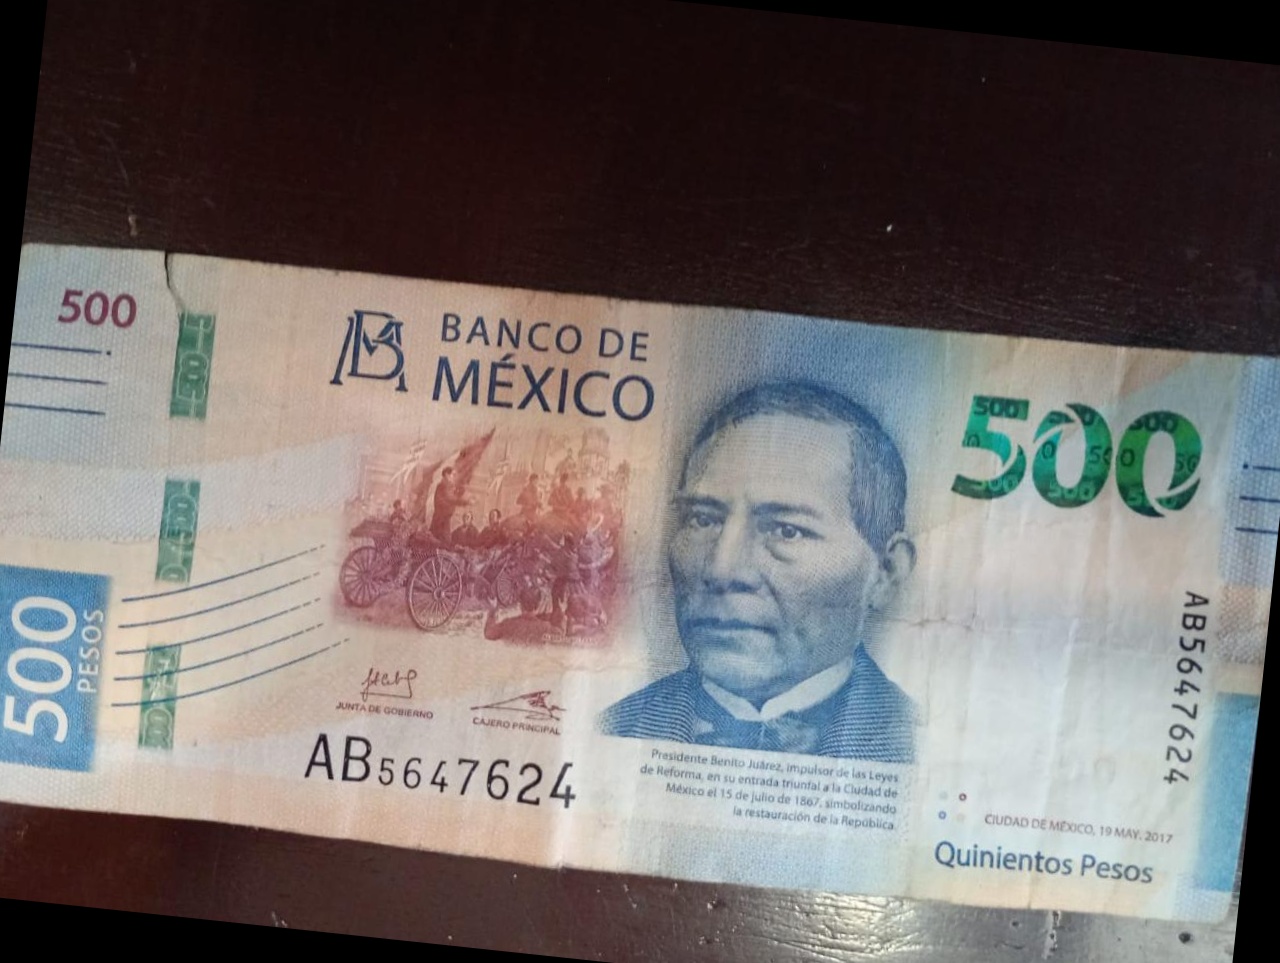 500
BANCO DE
MÉXICO
500
500
PESOS
JUNTA DE GOBIERNO
CAJERO PRINCIPAL
AB5647624
Presidente Benito Juárez, impulsor de las Leyes
de Reforma, en su entrada triunfal a la Ciudad de
México el 15 de julio de 1867, simbolizando
la restauración de la República.
AB5647624
CIUDAD DE MÉXICO, 19 MAY. 2017
Quinientos Pesos